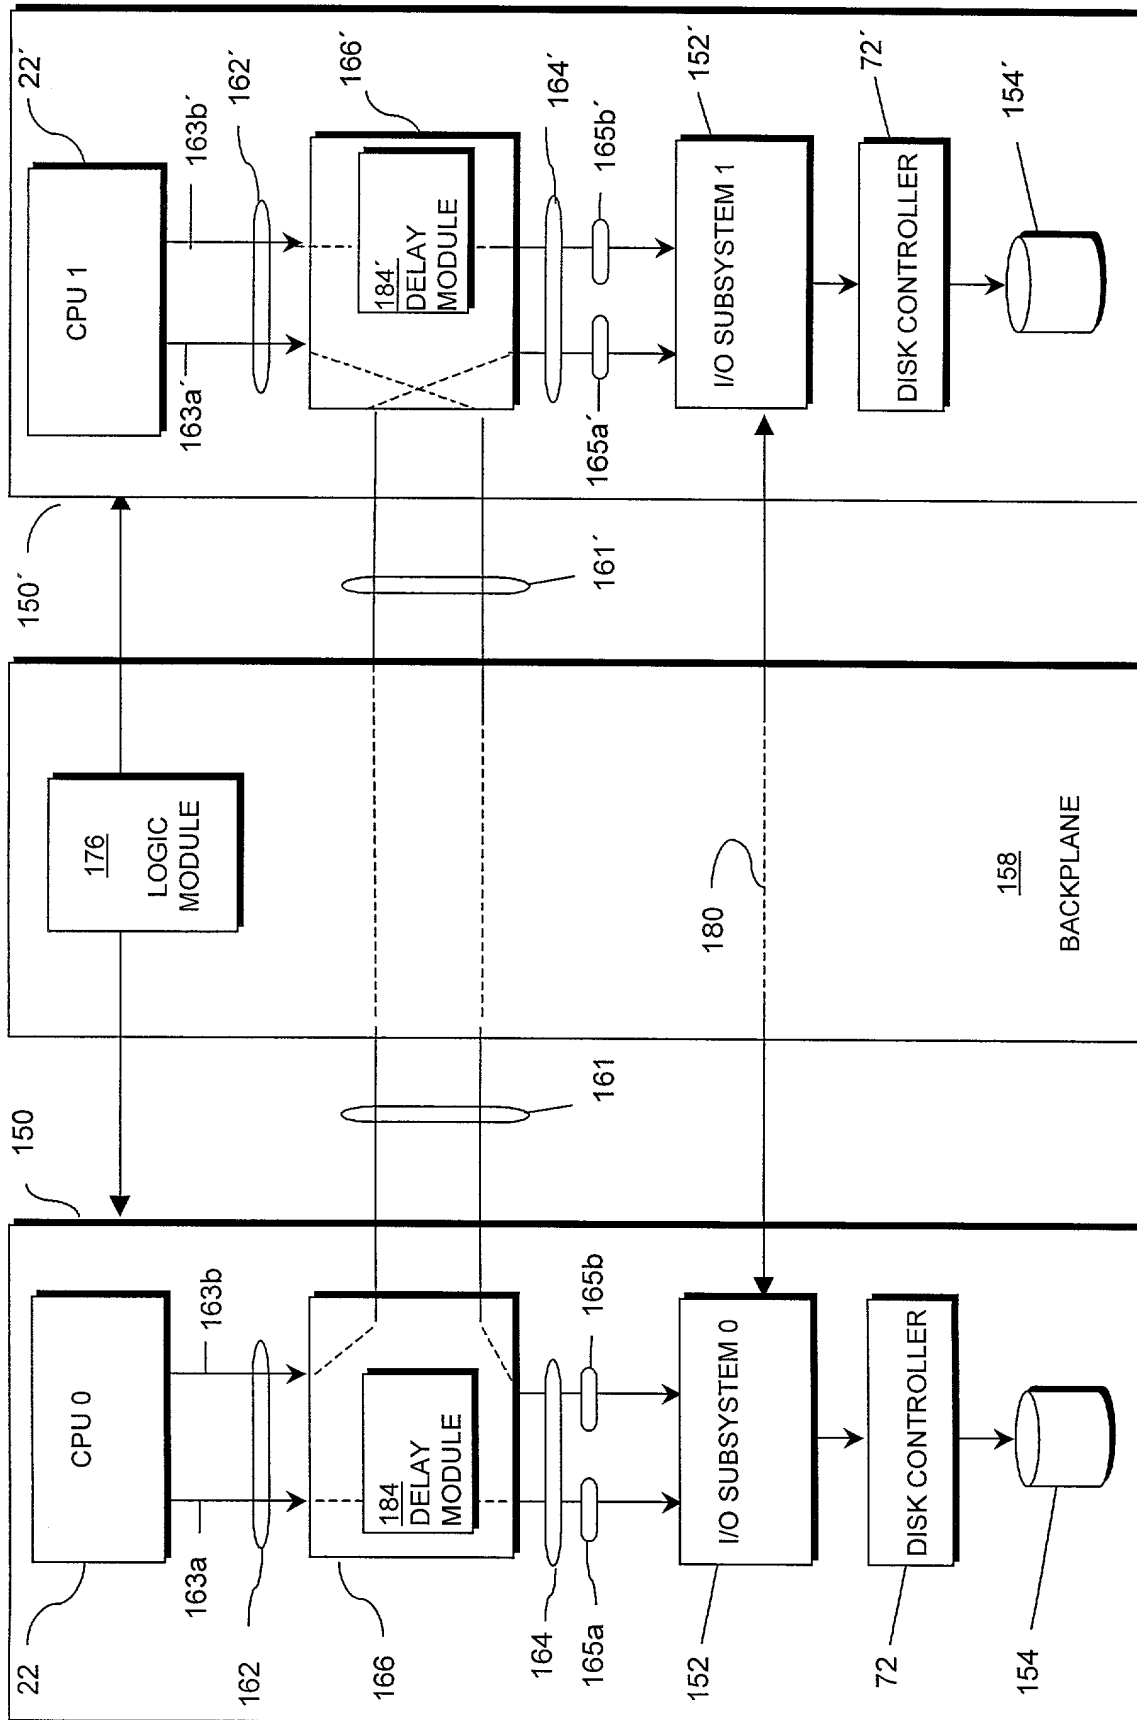 150
CPU 0
22
163a
163b
162
184
DELAY
MODULE
166
161
164
165a
165b
I/O SUBSYSTEM 0
152
DISK CONTROLLER
72
154
176
LOGIC
MODULE
180
158
BACKPLANE
150´
CPU 1
22´
163a´
163b´
162´
184´
DELAY
MODULE
166´
161´
164´
165a´
165b´
I/O SUBSYSTEM 1
152´
DISK CONTROLLER
72´
154´